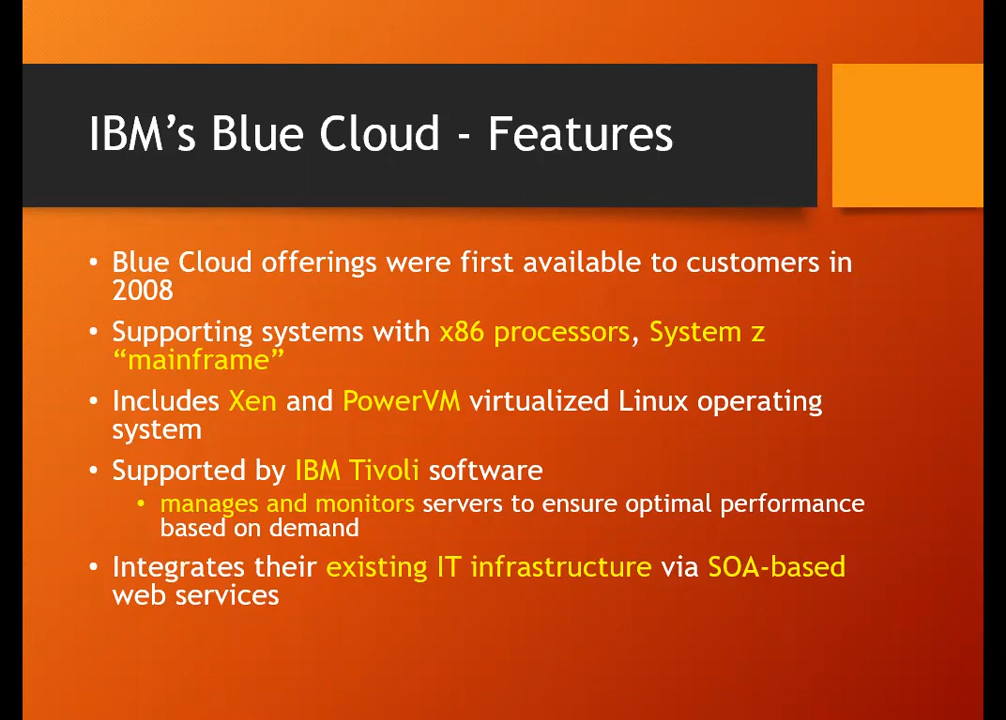 IBM’s Blue Cloud - Features
• Blue Cloud offerings were first available to customers in
2008
• Supporting systems with x86 processors, System z
“mainframe”
• Includes Xen and PowerVM virtualized Linux operating
system
• Supported by IBM Tivoli software
• manages and monitors servers to ensure optimal performance
based on demand
• Integrates their existing IT infrastructure via SOA-based
web services